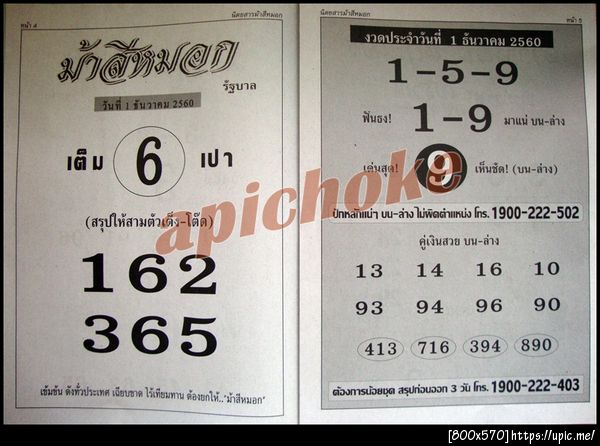 หน้า 4
นิตยสารม้าสีหมอก
ม้าสีหมอก
รัฐบาล
วันที่ 1 ธันวาคม 2560
เต็ม 6 เปา
(สรุปให้สามตัวเต็ง-โต๊ด)
162
365
เข้มข้น ดังทั่วประเทศ เฉียบขาด ไร้เทียมทาน ต้องยกให้.."ม้าสีหมอก"
นิตยสารม้าสีหมอก
หน้า 5
งวดประจำวันที่ 1 ธันวาคม 2560
1-5-9
ฟันธง! 1-9 มาแน่ บน-ล่าง
เด่นสุด! 9 เห็นชัด! (บน-ล่าง)
ปักหลักแน่ๆ บน-ล่าง ไม่ผิดตำแหน่ง โทร. 1900-222-502
คู่เงินสวย บน-ล่าง
13 14 16 10
93 94 96 90
413 716 394 890
ต้องการน้อยชุด สรุปก่อนออก 3 วัน โทร. 1900-222-403
apichoke
[800x570] https://upic.me/